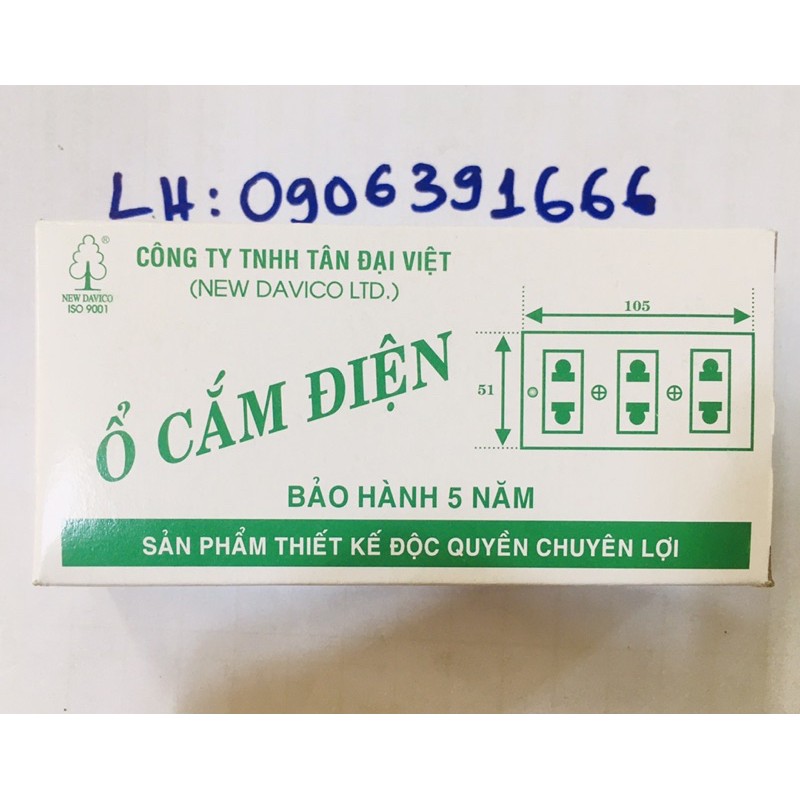 LH: 0906391666
®
NEW DAVICO
ISO 9001
CÔNG TY TNHH TÂN ĐẠI VIỆT
(NEW DAVICO LTD.)
Ổ CẮM ĐIỆN
105
51
BẢO HÀNH 5 NĂM
SẢN PHẨM THIẾT KẾ ĐỘC QUYỀN CHUYÊN LỢI